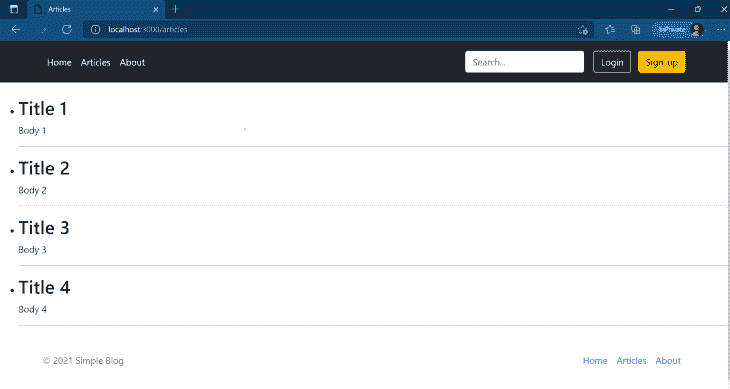 Articles
localhost:3000/articles
InPrivate
Home Articles About Search... Login Sign-up
Title 1
Body 1
Title 2
Body 2
Title 3
Body 3
Title 4
Body 4
© 2021 Simple Blog Home Articles About